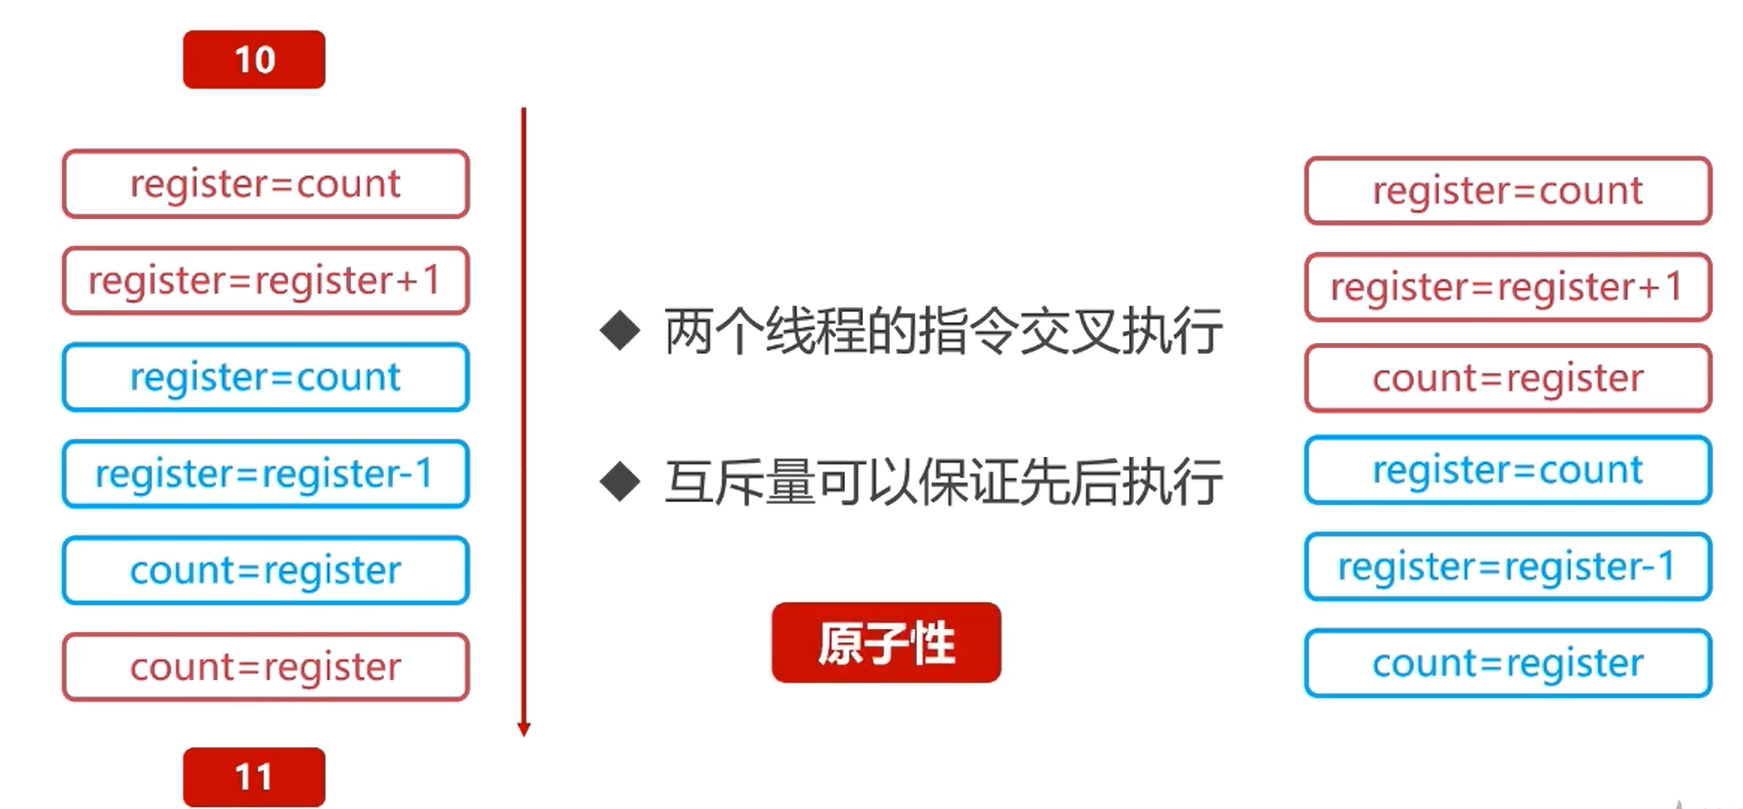 10
register=count
register=register+1
register=count
register=register-1
count=register
count=register
11
两个线程的指令交叉执行
互斥量可以保证先后执行
原子性
register=count
register=register+1
count=register
register=count
register=register-1
count=register